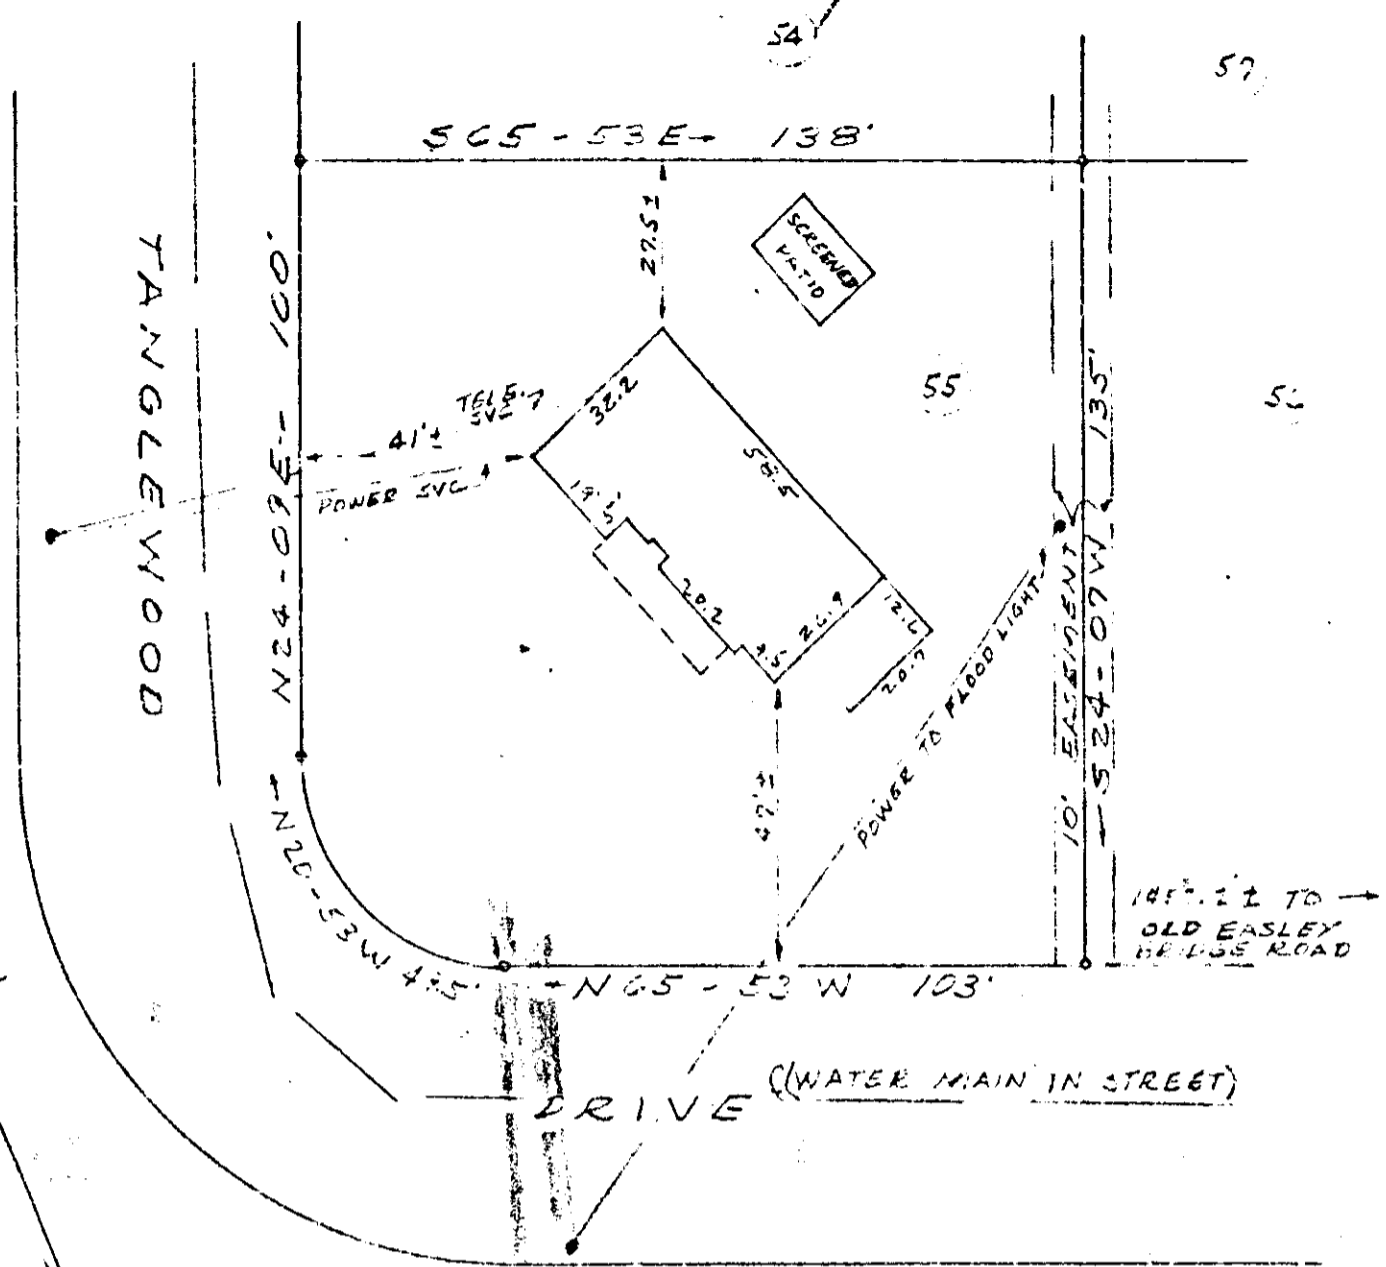 54
57
S65-53E→ 138'
27.5±
SCREENED
PATIO
TANGLEWOOD
N24-07E-- 100'
TELE.
SVC
41'±
POWER SVC
32.2
58.5
55
19.5
20.2
4.5
26.9
12.6
20.7
47'±
POWER TO FLOOD LIGHT
10' EASEMENT
←S24-07W 135'
N20-53W
←N65-53W 103'
TO →
OLD EASLEY
BRIDGE ROAD
DRIVE
(WATER MAIN IN STREET)